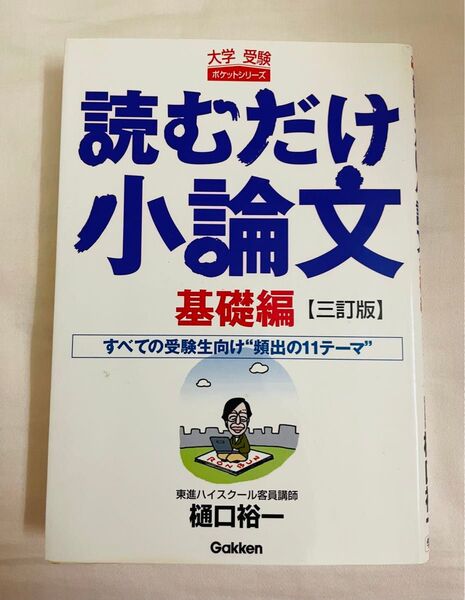 大学 受験
ポケットシリーズ
読むだけ
小論文
基礎編【三訂版】
すべての受験生向け“頻出の11テーマ”
RONBUN
東進ハイスクール客員講師
樋口裕一
Gakken